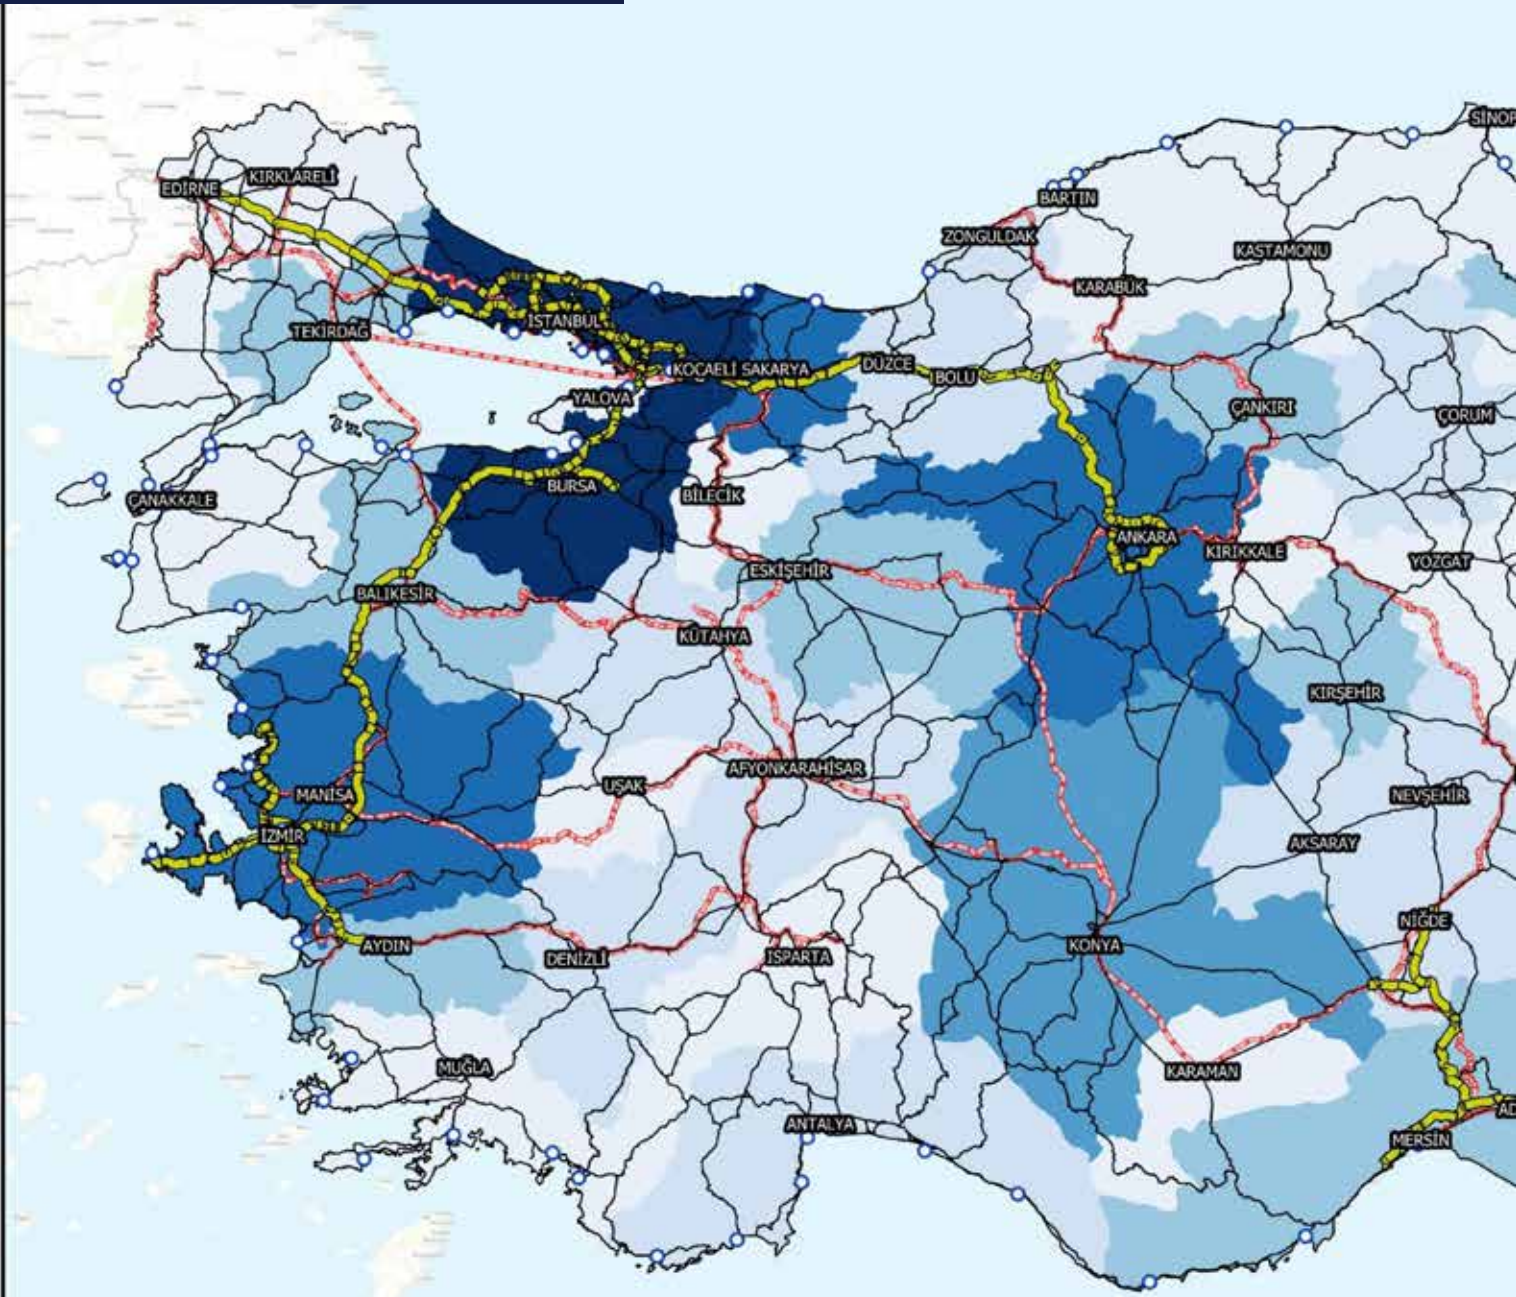 SİNOP
KIRKLARELİ
EDİRNE
BARTIN
ZONGULDAK
KASTAMONU
KARABÜK
İSTANBUL
TEKİRDAĞ
KOCAELİ SAKARYA
DÜZCE
BOLU
YALOVA
ÇANKIRI
ÇORUM
BURSA
BİLECİK
ÇANAKKALE
ANKARA
KIRIKKALE
YOZGAT
ESKİŞEHİR
BALIKESİR
KÜTAHYA
KIRŞEHİR
AFYONKARAHİSAR
UŞAK
MANİSA
NEVŞEHİR
İZMİR
AKSARAY
NİĞDE
AYDIN
KONYA
DENİZLİ
ISPARTA
MUĞLA
KARAMAN
AD
ANTALYA
MERSİN